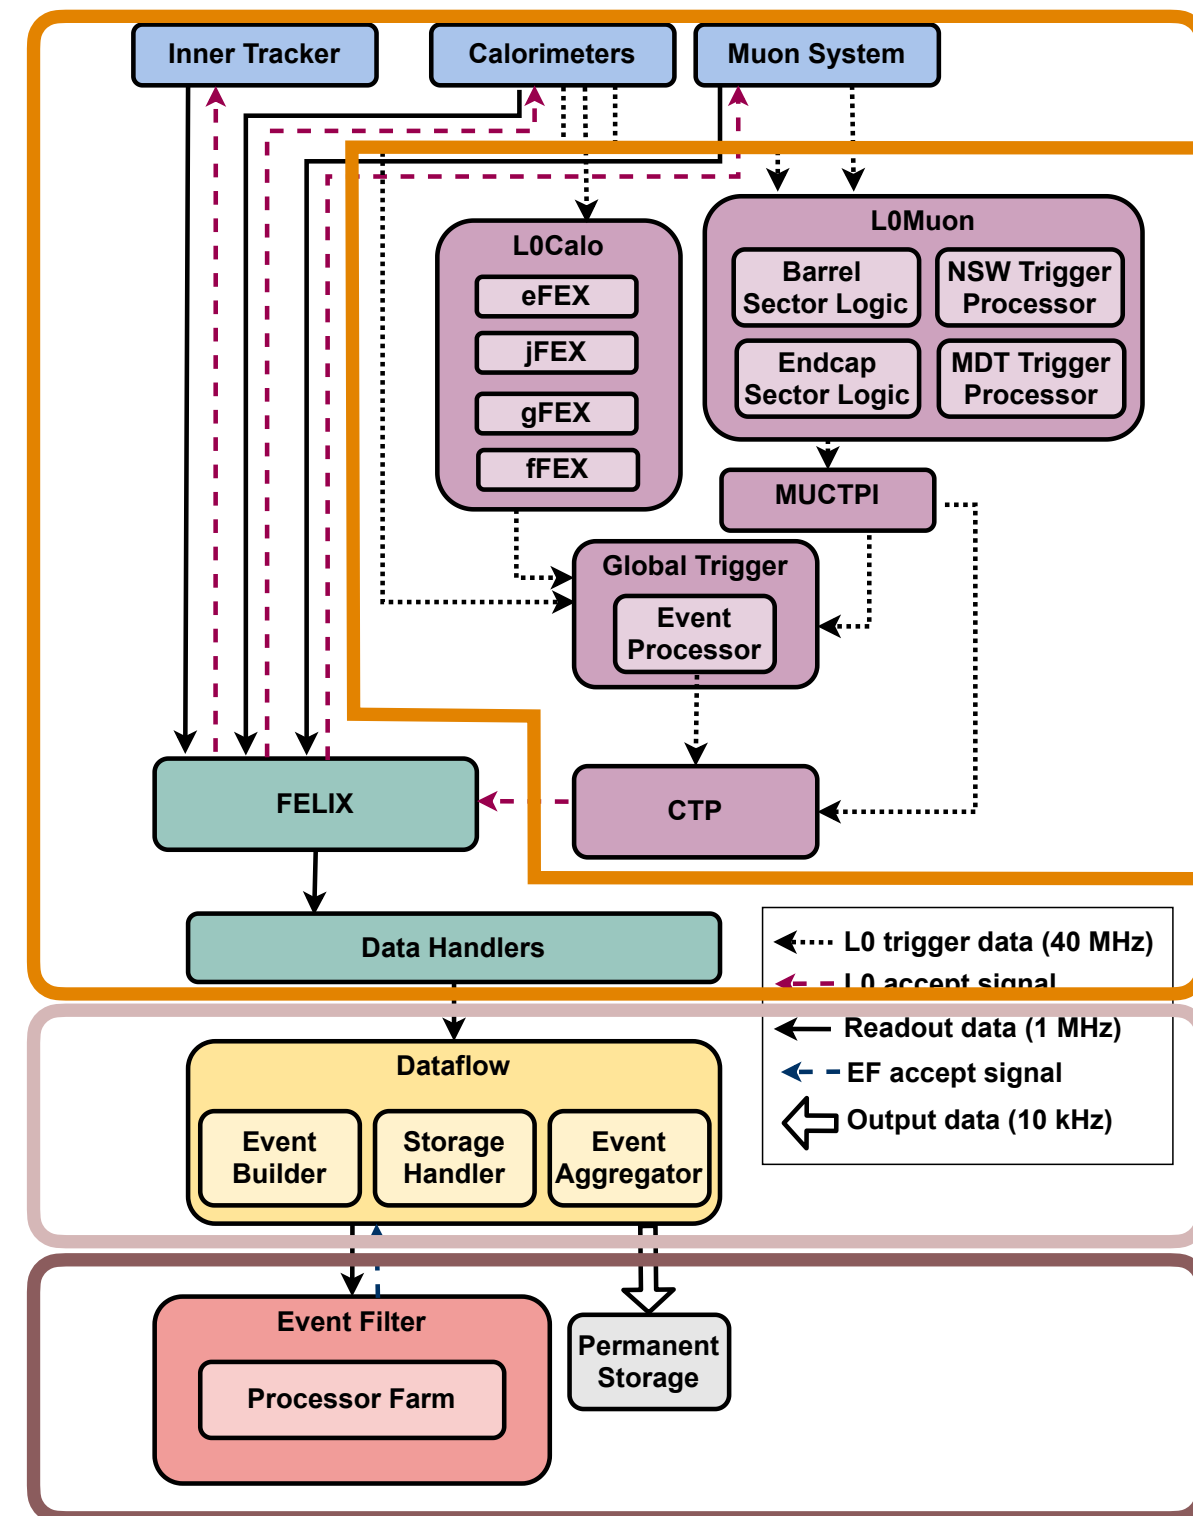 Inner Tracker
Calorimeters
Muon System
L0Calo
eFEX
jFEX
gFEX
fFEX
L0Muon
Barrel
Sector Logic
NSW Trigger
Processor
Endcap
Sector Logic
MDT Trigger
Processor
MUCTPI
Global Trigger
Event
Processor
FELIX
CTP
Data Handlers
L0 trigger data (40 MHz)
L0 accept signal
Readout data (1 MHz)
EF accept signal
Output data (10 kHz)
Dataflow
Event
Builder
Storage
Handler
Event
Aggregator
Event Filter
Processor Farm
Permanent
Storage